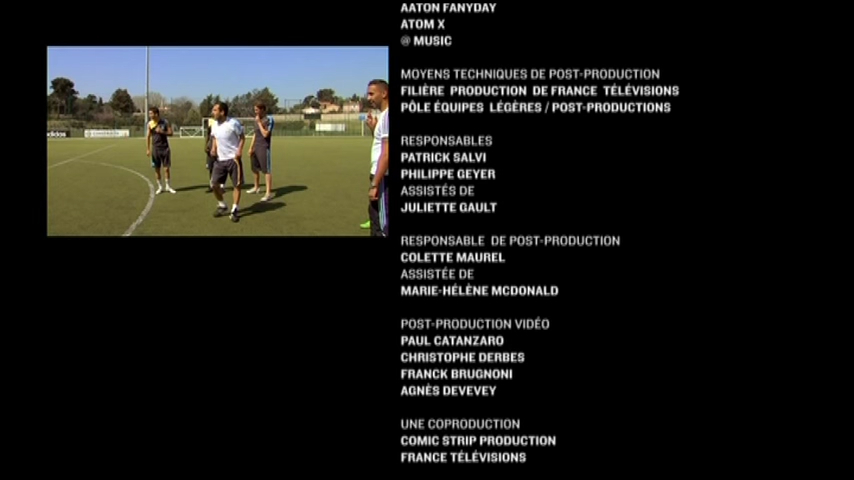 AATON FANYDAY
ATOM X
@ MUSIC
MOYENS TECHNIQUES DE POST-PRODUCTION
FILIÈRE PRODUCTION DE FRANCE TÉLÉVISIONS
PÔLE ÉQUIPES LÉGÈRES / POST-PRODUCTIONS
RESPONSABLES
PATRICK SALVI
PHILIPPE GEYER
ASSISTÉS DE
JULIETTE GAULT
RESPONSABLE DE POST-PRODUCTION
COLETTE MAUREL
ASSISTÉE DE
MARIE-HÉLÈNE MCDONALD
POST-PRODUCTION VIDÉO
PAUL CATANZARO
CHRISTOPHE DERBES
FRANCK BRUGNONI
AGNÈS DEVEVEY
UNE COPRODUCTION
COMIC STRIP PRODUCTION
FRANCE TÉLÉVISIONS
adidas